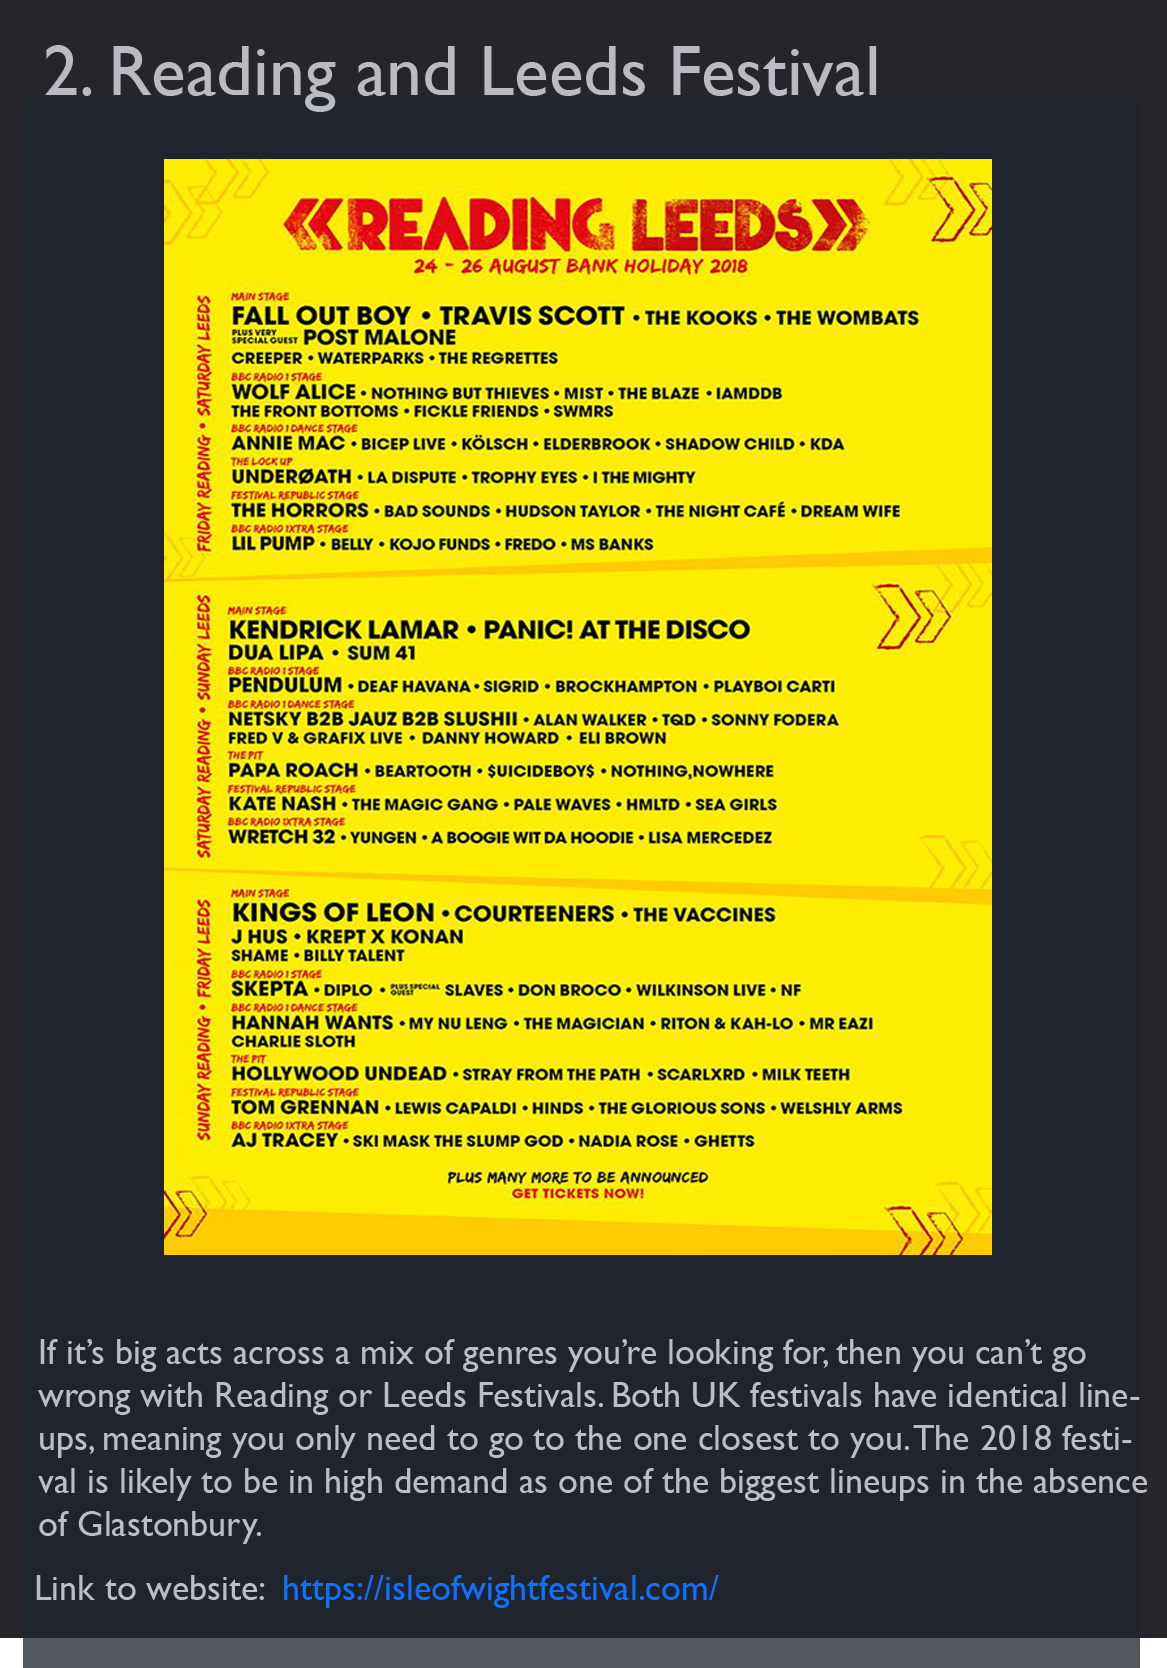 2. Reading and Leeds Festival
READING LEEDS
24 - 26 AUGUST BANK HOLIDAY 2018
FRIDAY READING • SATURDAY LEEDS
MAIN STAGE
FALL OUT BOY • TRAVIS SCOTT • THE KOOKS • THE WOMBATS
PLUS VERY SPECIAL GUEST POST MALONE
CREEPER • WATERPARKS • THE REGRETTES
BBC RADIO 1 STAGE
WOLF ALICE • NOTHING BUT THIEVES • MIST • THE BLAZE • IAMDDB
THE FRONT BOTTOMS • FICKLE FRIENDS • SWMRS
BBC RADIO 1 DANCE STAGE
ANNIE MAC • BICEP LIVE • KÖLSCH • ELDERBROOK • SHADOW CHILD • KDA
THE LOCK UP
UNDERØATH • LA DISPUTE • TROPHY EYES • I THE MIGHTY
FESTIVAL REPUBLIC STAGE
THE HORRORS • BAD SOUNDS • HUDSON TAYLOR • THE NIGHT CAFÉ • DREAM WIFE
BBC RADIO 1XTRA STAGE
LIL PUMP • BELLY • KOJO FUNDS • FREDO • MS BANKS
SATURDAY READING • SUNDAY LEEDS
MAIN STAGE
KENDRICK LAMAR • PANIC! AT THE DISCO
DUA LIPA • SUM 41
BBC RADIO 1 STAGE
PENDULUM • DEAF HAVANA • SIGRID • BROCKHAMPTON • PLAYBOI CARTI
BBC RADIO 1 DANCE STAGE
NETSKY B2B JAUZ B2B SLUSHII • ALAN WALKER • TQD • SONNY FODERA
FRED V & GRAFIX LIVE • DANNY HOWARD • ELI BROWN
THE PIT
PAPA ROACH • BEARTOOTH • $UICIDEBOY$ • NOTHING,NOWHERE
FESTIVAL REPUBLIC STAGE
KATE NASH • THE MAGIC GANG • PALE WAVES • HMLTD • SEA GIRLS
BBC RADIO 1XTRA STAGE
WRETCH 32 • YUNGEN • A BOOGIE WIT DA HOODIE • LISA MERCEDEZ
SUNDAY READING • FRIDAY LEEDS
MAIN STAGE
KINGS OF LEON • COURTEENERS • THE VACCINES
J HUS • KREPT X KONAN
SHAME • BILLY TALENT
BBC RADIO 1 STAGE
SKEPTA • DIPLO • PLUS SPECIAL GUEST SLAVES • DON BROCO • WILKINSON LIVE • NF
BBC RADIO 1 DANCE STAGE
HANNAH WANTS • MY NU LENG • THE MAGICIAN • RITON & KAH-LO • MR EAZI
CHARLIE SLOTH
THE PIT
HOLLYWOOD UNDEAD • STRAY FROM THE PATH • SCARLXRD • MILK TEETH
FESTIVAL REPUBLIC STAGE
TOM GRENNAN • LEWIS CAPALDI • HINDS • THE GLORIOUS SONS • WELSHLY ARMS
BBC RADIO 1XTRA STAGE
AJ TRACEY • SKI MASK THE SLUMP GOD • NADIA ROSE • GHETTS
PLUS MANY MORE TO BE ANNOUNCED
GET TICKETS NOW!
If it's big acts across a mix of genres you're looking for, then you can't go
wrong with Reading or Leeds Festivals. Both UK festivals have identical line-
ups, meaning you only need to go to the one closest to you. The 2018 festi-
val is likely to be in high demand as one of the biggest lineups in the absence
of Glastonbury.
Link to website: https://isleofwightfestival.com/